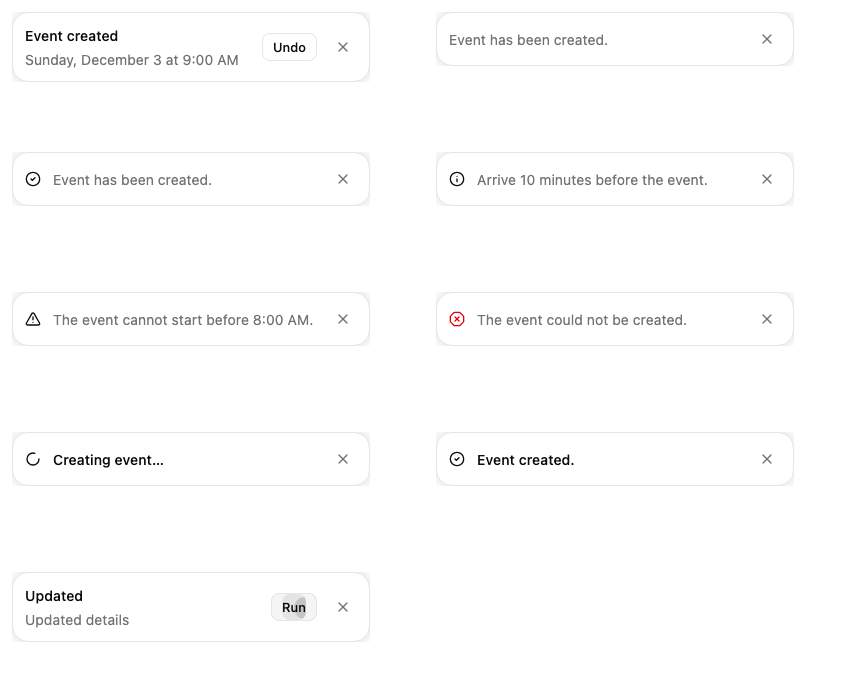 Event created
Sunday, December 3 at 9:00 AM
Undo
Event has been created.
Event has been created.
Arrive 10 minutes before the event.
The event cannot start before 8:00 AM.
The event could not be created.
Creating event...
Event created.
Updated
Updated details
Run